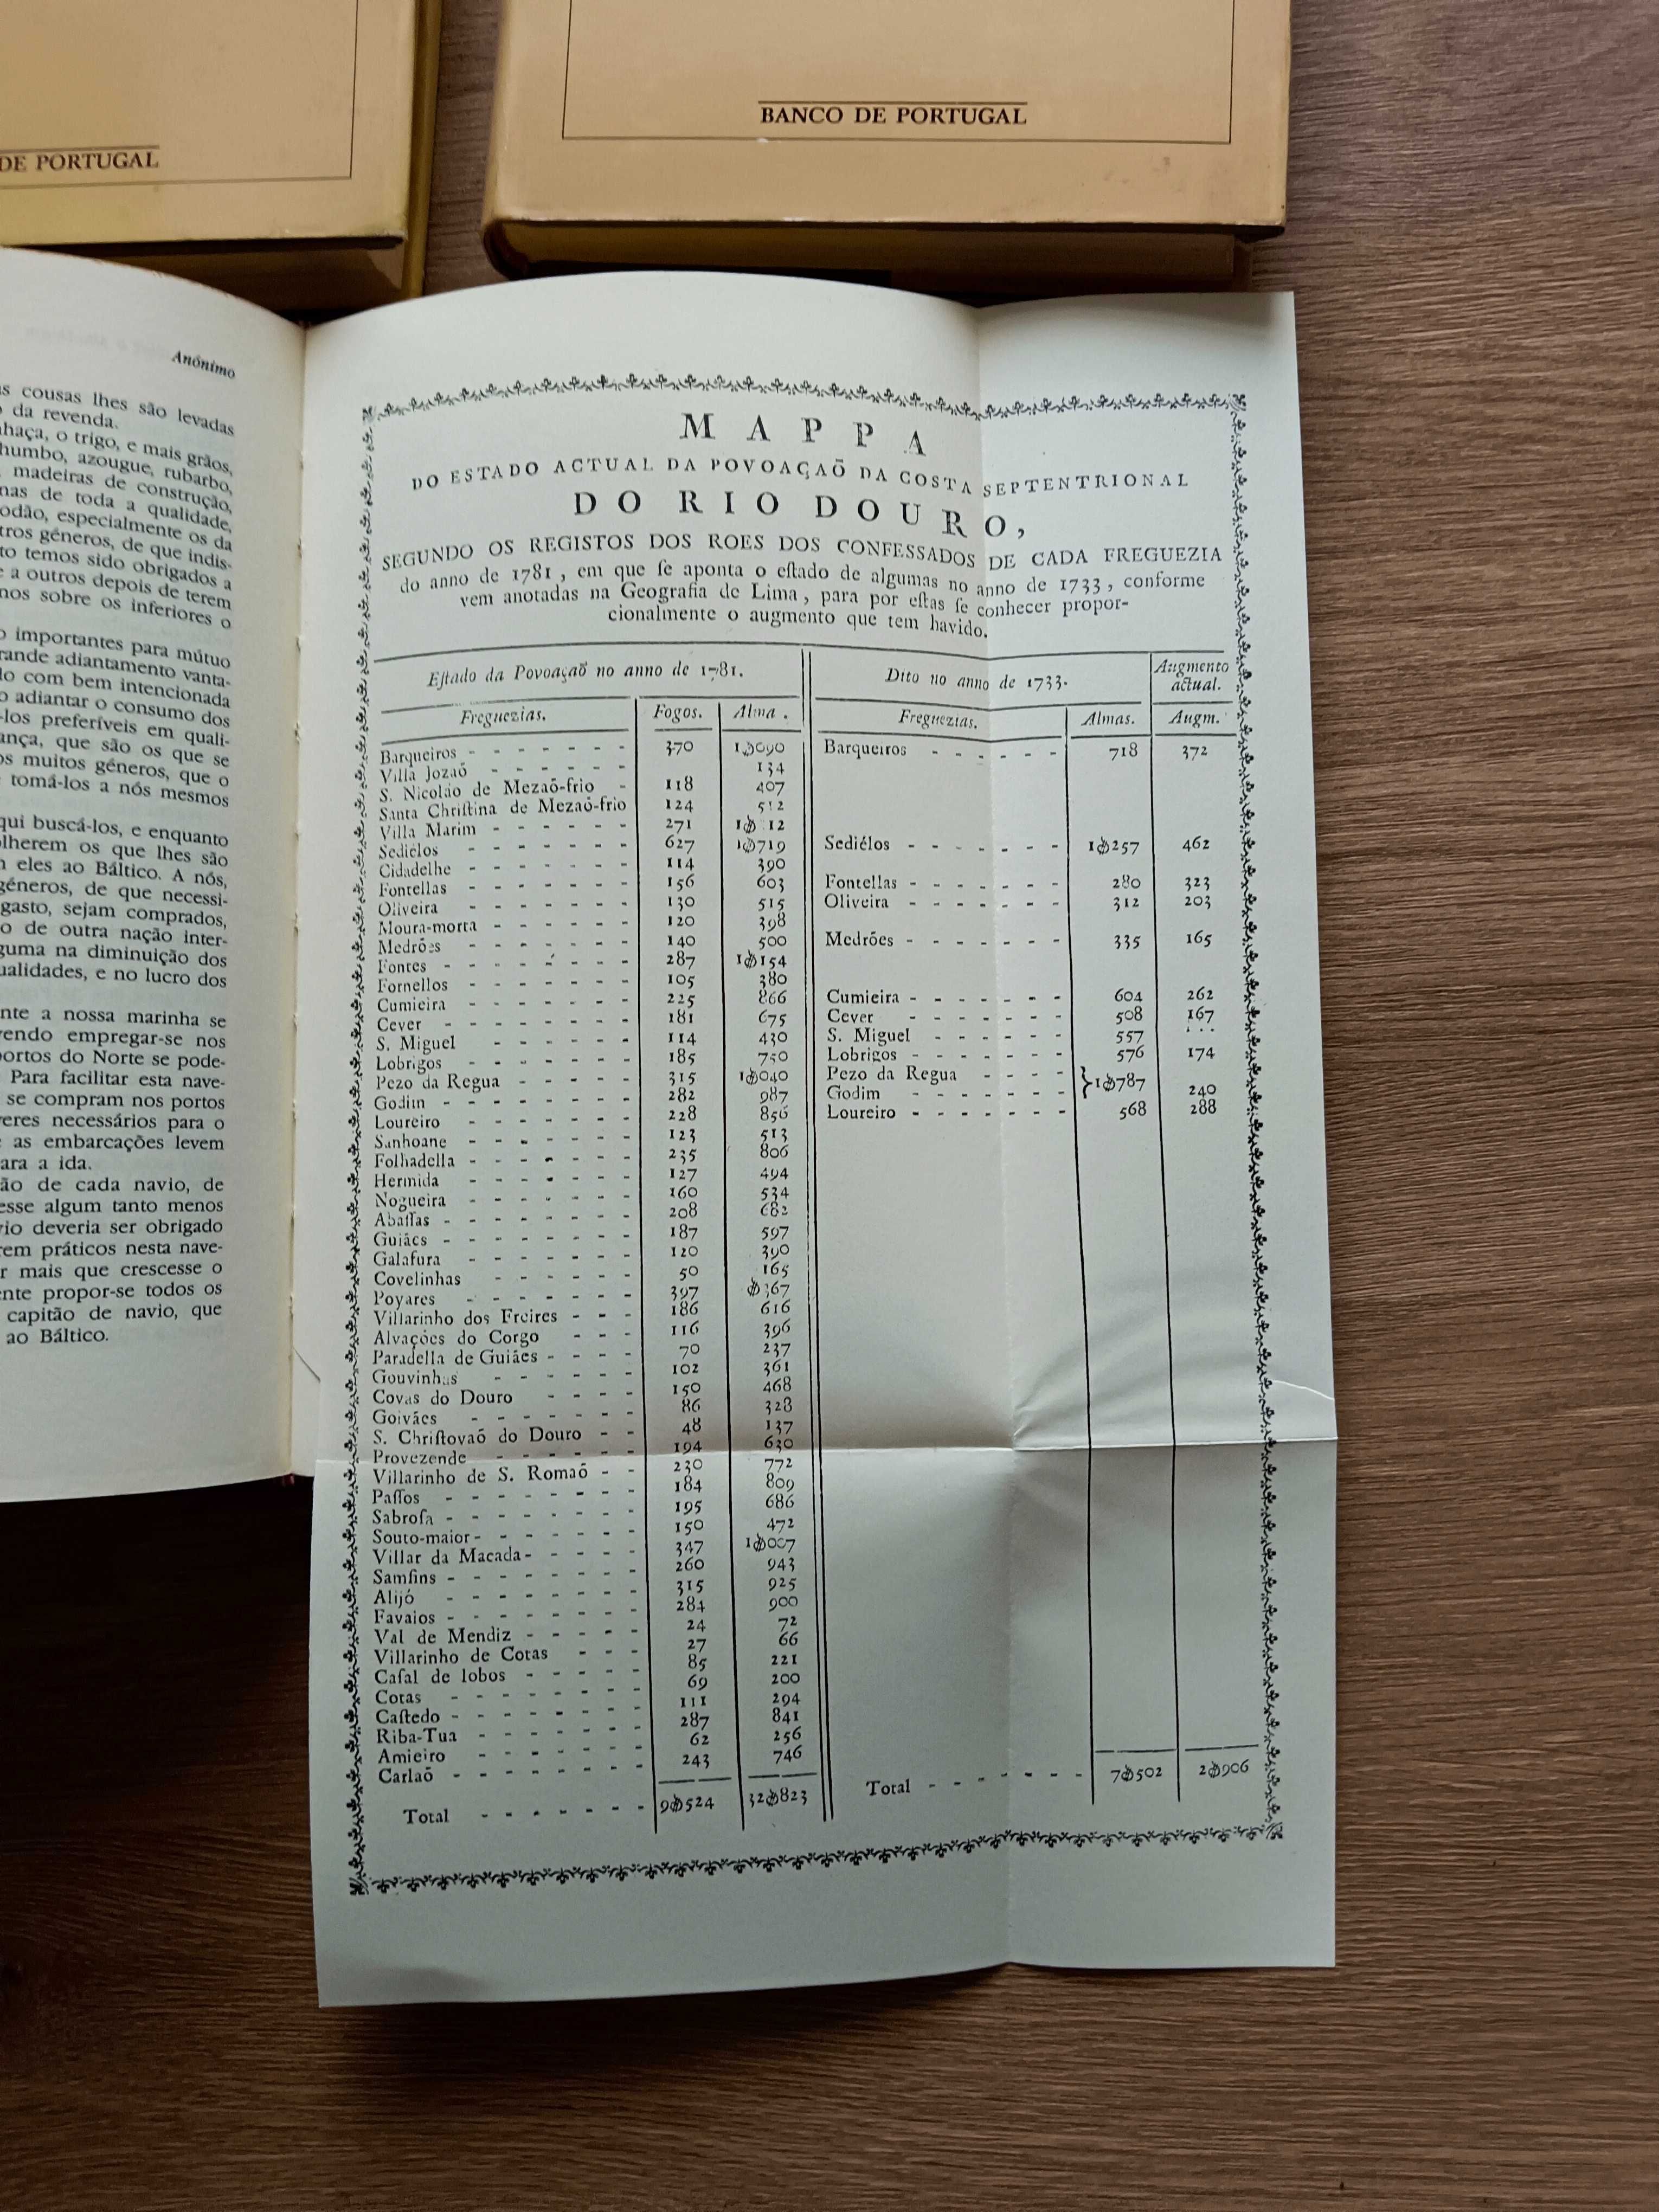 BANCO DE PORTUGAL
DE PORTUGAL
Anónimo
cousas lhes são levadas
da revenda.
o trigo, e mais grãos,
azougue, rubarbo,
madeiras de construção,
de toda a qualidade,
especialmente os da
géneros, de que indis-
temos sido obrigados a
a outros depois de terem
sobre os inferiores o
importantes para mútuo
grande adiantamento vanta-
com bem intencionada
adiantar o consumo dos
-los preferíveis em quali-
que são os que se
muitos géneros, que o
tomá-los a nós mesmos
aqui buscá-los, e enquanto
os que lhes são
eles ao Báltico. A nós,
géneros, de que necessi-
gasto, sejam comprados,
de outra nação inter-
na diminuição dos
e no lucro dos
a nossa marinha se
empregar-se nos
portos do Norte se pode-
Para facilitar esta nave-
se compram nos portos
necessários para o
as embarcações levem
para a ida.
de cada navio, de
algum tanto menos
deveria ser obrigado
práticos nesta nave-
mais que crescesse o
propor-se todos os
capitão de navio, que
ao Báltico.
MAPPA
DO ESTADO ACTUAL DA POVOAÇAÕ DA COSTA SEPTENTRIONAL
DO RIO DOURO,
SEGUNDO OS REGISTOS DOS ROES DOS CONFESSADOS DE CADA FREGUEZIA
do anno de 1781, em que ſe aponta o eſtado de algumas no anno de 1733, conforme
vem anotadas na Geografia de Lima, para por eſtas ſe conhecer propor-
cionalmente o augmento que tem havido.
Eſtado da Povoaçaõ no anno de 1781. Dito no anno de 1733. Augmento actual.
Freguezias. Fogos. Alma . Freguezias. Almas. Augm.
Barqueiros - - - - - - - 370 1$090 Barqueiros - - - - - - 718 372
Villa Jozaõ - - - - - - 134
S. Nicoláo de Mezaõ-frio - 118 407
Santa Chriſtina de Mezaõ-frio 124 512
Villa Marim - - - - - - 271
Sediélos - - - - - - - 627 1$719 Sediélos - - - - - - - 1$257 462
Cidadelhe - - - - - - - 114 390
Fontellas - - - - - - - 156 603 Fontellas - - - - - - - 280 323
Oliveira - - - - - - - 130 515 Oliveira - - - - - - - 312 203
Moura-morta - - - - - - 120 398
Medrões - - - - - - - 140 500 Medrões - - - - - - - 335 165
Fontes - - - - - - - - 287 1$154
Fornellos - - - - - - - 105 380
Cumieira - - - - - - - 225 866 Cumieira - - - - - - - 604 262
Cever - - - - - - - - 181 675 Cever - - - - - - - 508 167
S. Miguel - - - - - - - 114 430 S. Miguel - - - - - - 557 . . .
Lobrigos - - - - - - - 185 750 Lobrigos - - - - - - - 576 174
Pezo da Regua - - - - - 315 1$040 Pezo da Regua - - - -
Godim - - - - - - - - 282 987 Godim - - - - - - - } 1$787 240
Loureiro - - - - - - - 228 856 Loureiro - - - - - - - 568 288
Sanhoane - - - - - - - 123 513
Folhadella - - - - - - - 235 806
Hermida - - - - - - - 127 494
Nogueira - - - - - - - 160 534
Abaſſas - - - - - - - - 208 682
Guiães - - - - - - - - 187 597
Galafura - - - - - - - 120 390
Covelinhas - - - - - - 50 165
Poyares - - - - - - - 397 $367
Villarinho dos Freires - - - 186 616
Alvações do Corgo - - - 116 396
Paradella de Guiães - - - - 70 237
Gouvinhas - - - - - - 102 361
Covas do Douro - - - - 150 468
Goivães - - - - - - - 86 328
S. Chriſtovaõ do Douro - - 48 137
Provezende - - - - - - 194 630
Villarinho de S. Romaõ - - 230 772
Paſſos - - - - - - - - 184 809
Sabroſa - - - - - - - - 195 686
Souto-maior - - - - - - - 150 472
Villar da Macada - - - - - 347 1$007
Samfins - - - - - - - - 260 943
Alijó - - - - - - - - 315 925
Favaios - - - - - - - - 284 900
Val de Mendiz - - - - - 24 72
Villarinho de Cotas - - - 27 66
Caſal de lobos - - - - - 85 221
Cotas - - - - - - - - 69 200
Caſtedo - - - - - - - - 111 294
Riba-Tua - - - - - - - 287 841
Amieiro - - - - - - - 62 256
Carlaõ - - - - - - - - 243 746
Total - - - - - - - 9$524 32$823 Total - - - - - - - 7$502 2$906